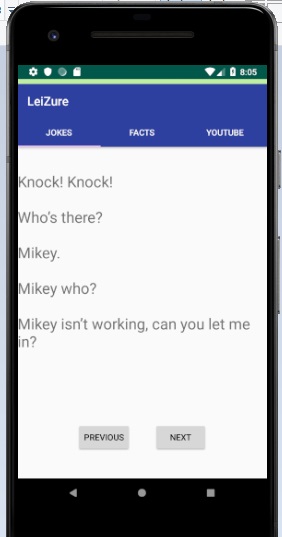 8:05
LeiZure
JOKES FACTS YOUTUBE
Knock! Knock!
Who's there?
Mikey.
Mikey who?
Mikey isn't working, can you let me
in?
PREVIOUS NEXT